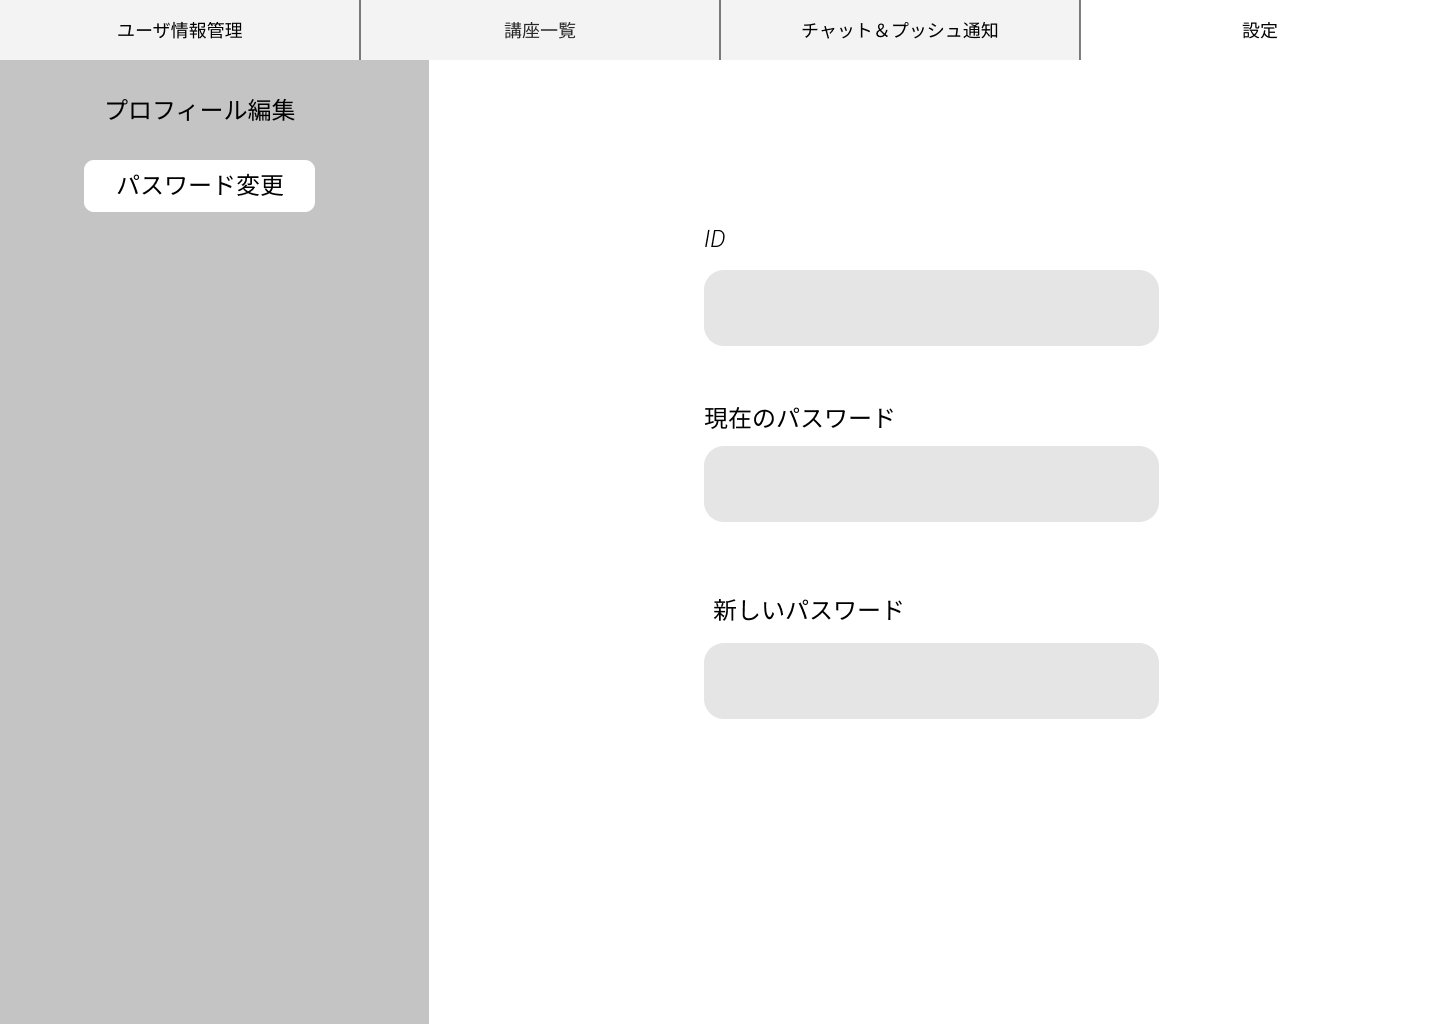 ユーザ情報管理
講座一覧
チャット＆プッシュ通知
設定
プロフィール編集
パスワード変更
ID
現在のパスワード
新しいパスワード